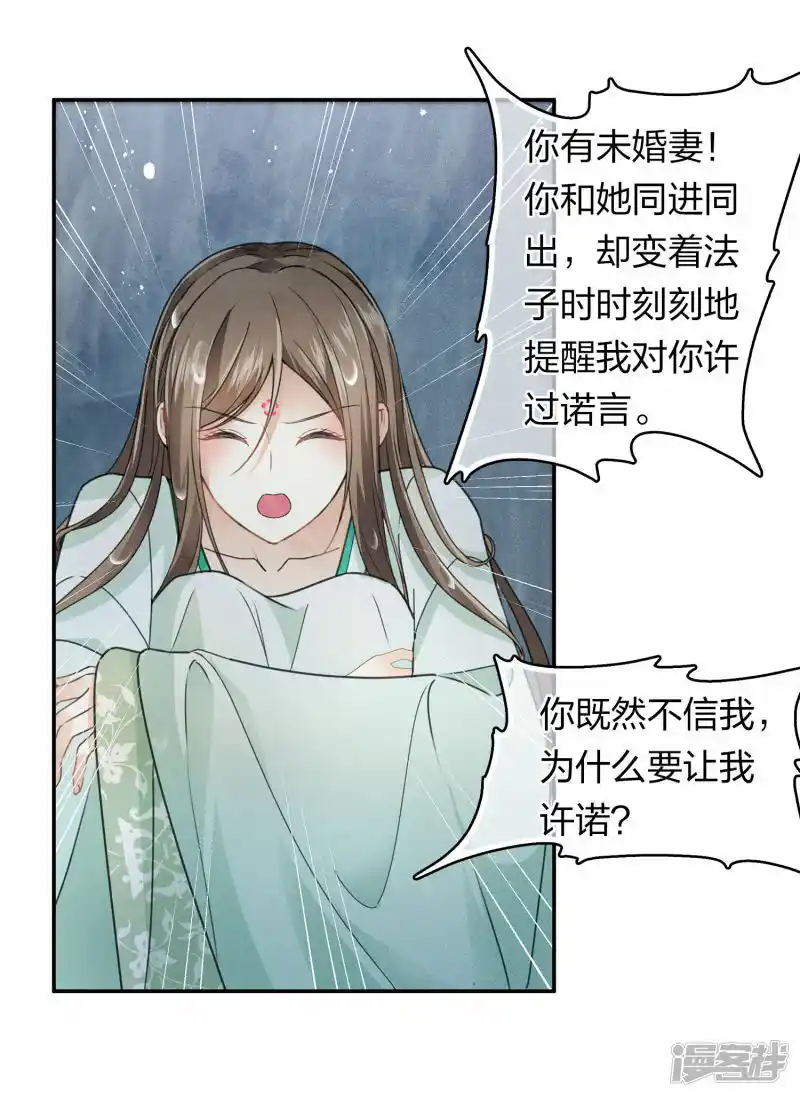 你有未婚妻！
你和她同进同
出，却变着法
子时时刻刻地
提醒我对你许
过诺言。
你既然不信我，
为什么要让我
许诺？
漫客栈